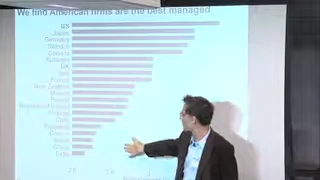 We find American firms are the best managed
US
Japan
Germany
Sweden
Canada
Australia
UK
Italy
France
New Zealand
Mexico
Poland
Republic of Ireland
Portugal
Chile
Argentina
Greece
Brazil
China
India